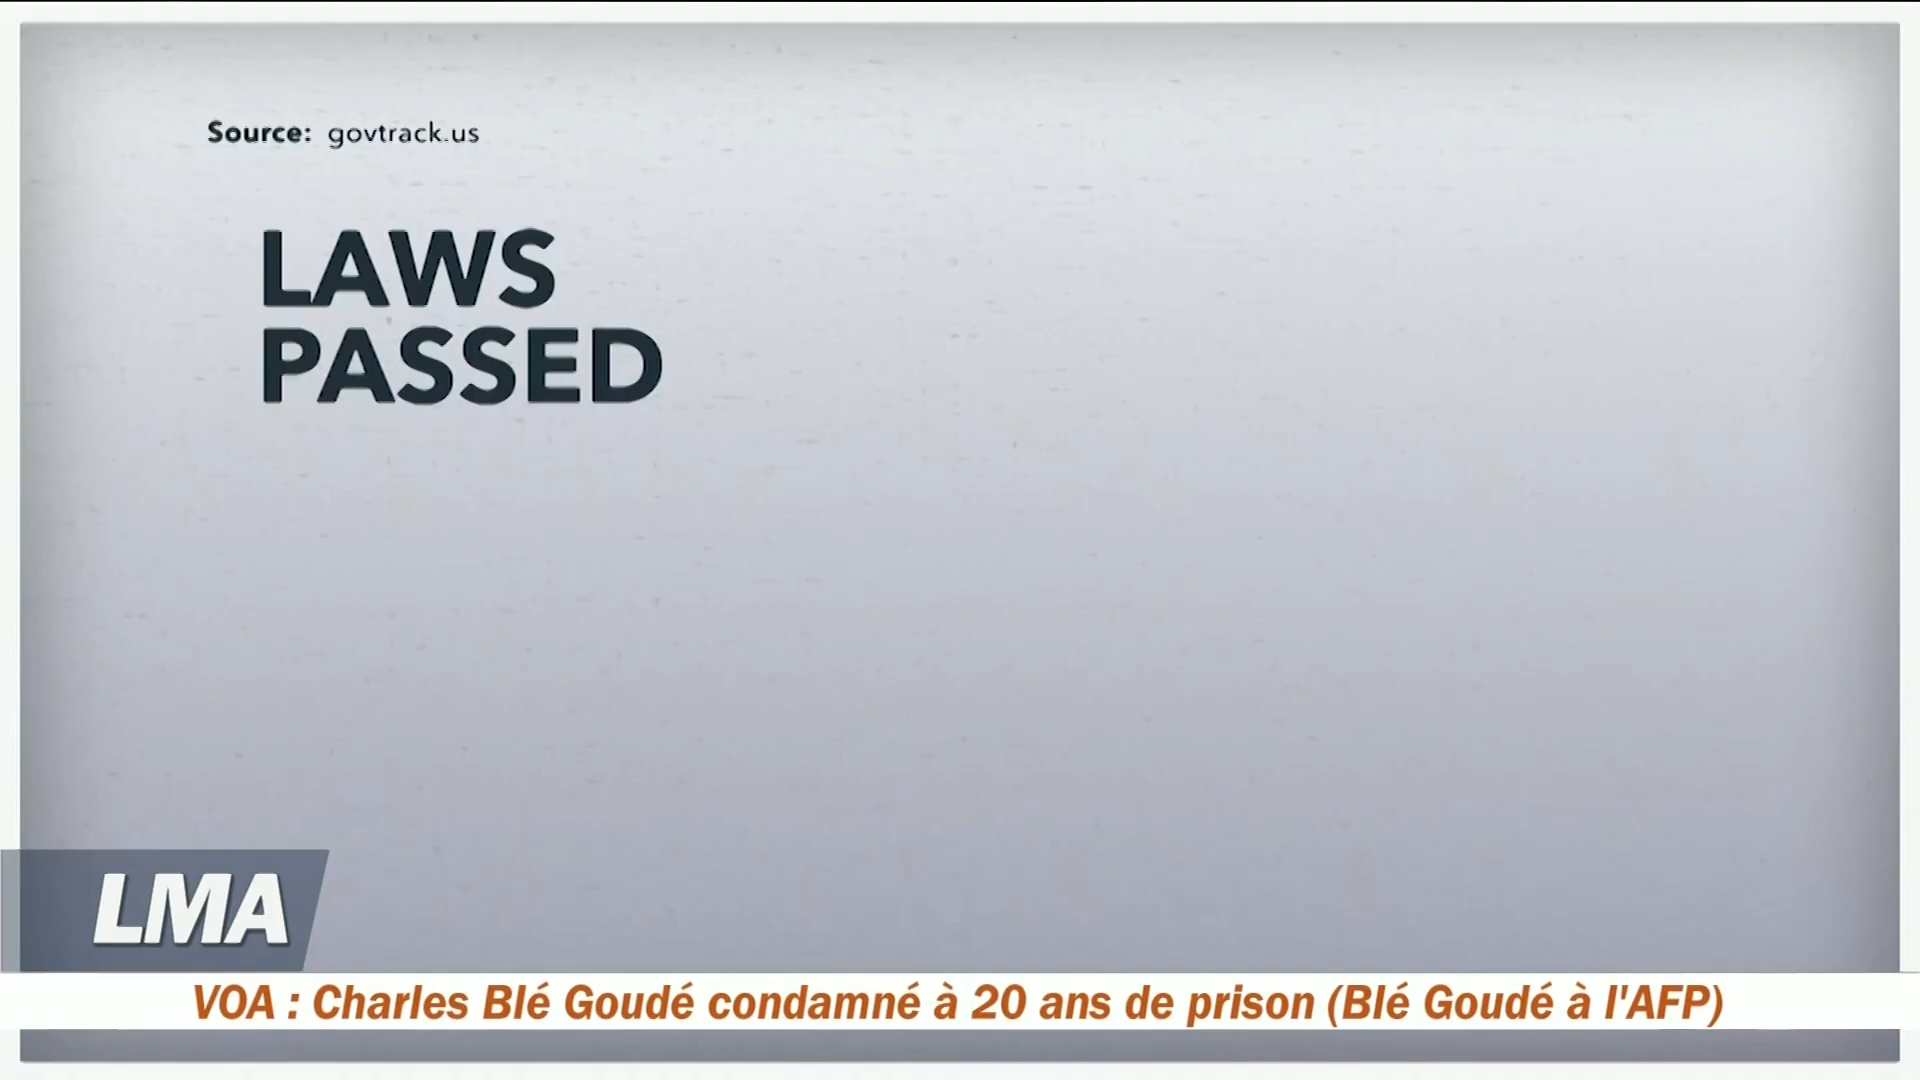 Source: govtrack.us
LAWS
PASSED
LMA
VOA : Charles Blé Goudé condamné à 20 ans de prison (Blé Goudé à l'AFP)